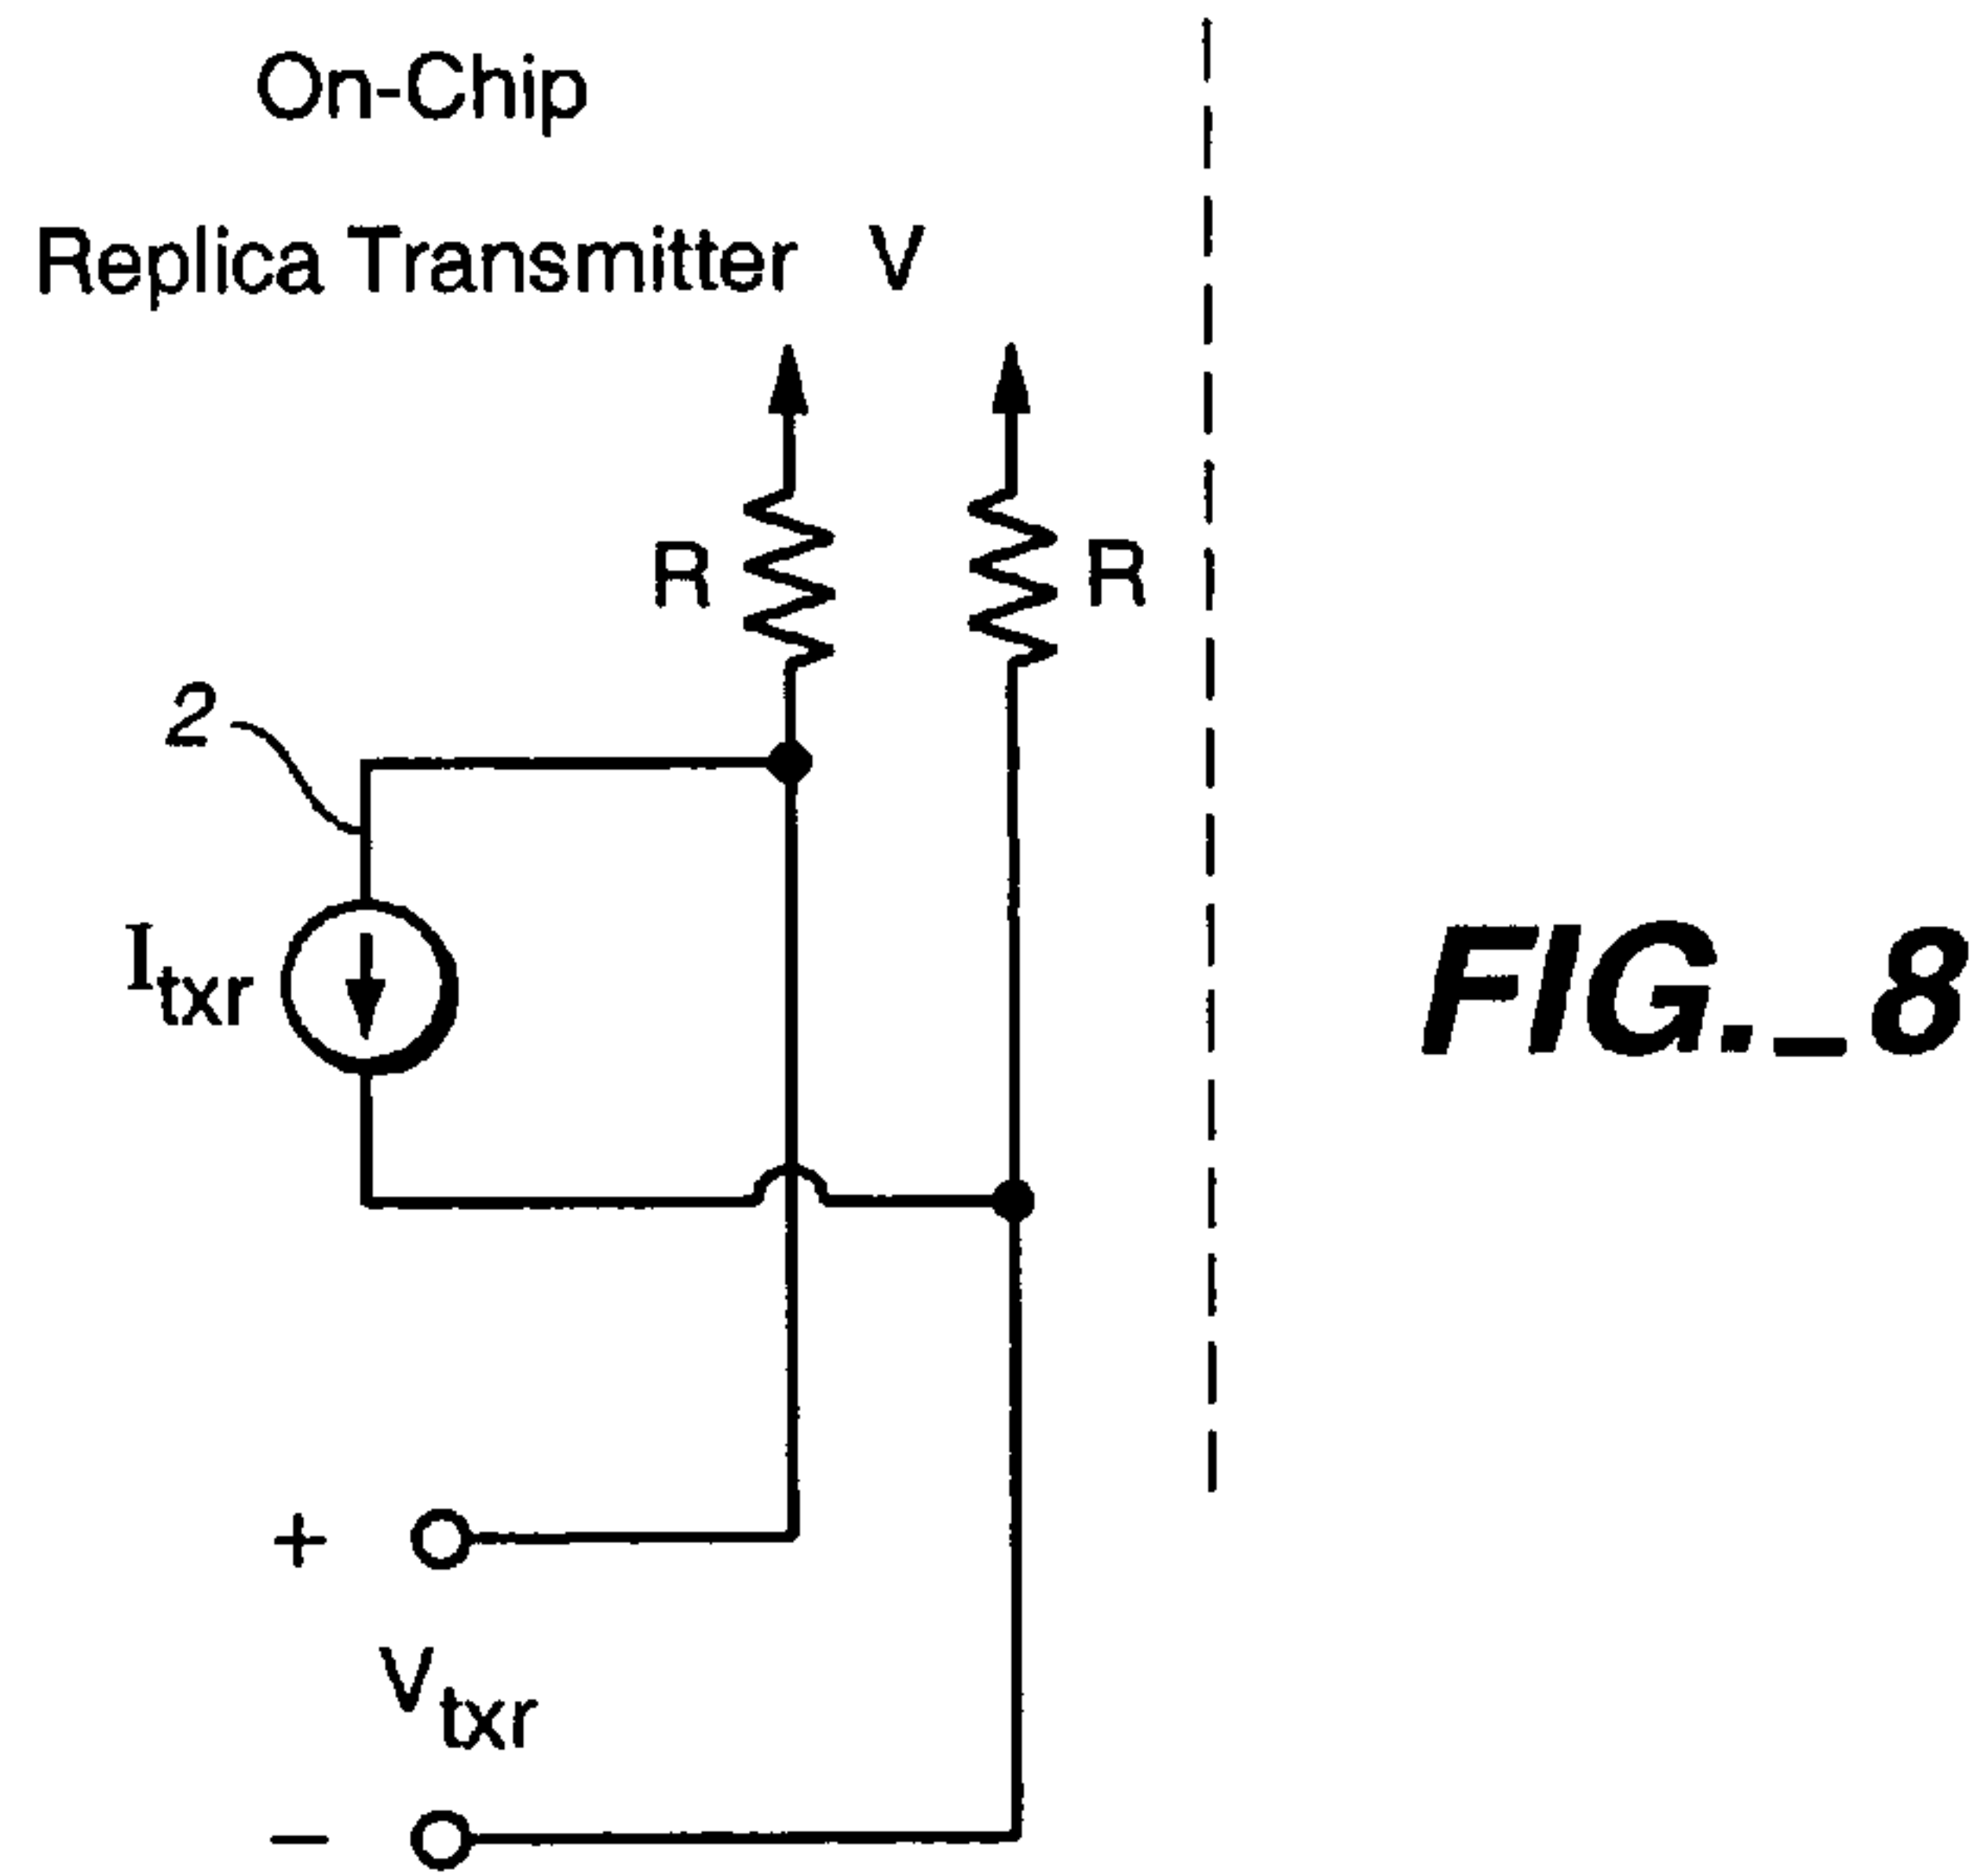 On-Chip
Replica Transmitter V
R R
2
Itxr
FIG._8
+
Vtxr
−